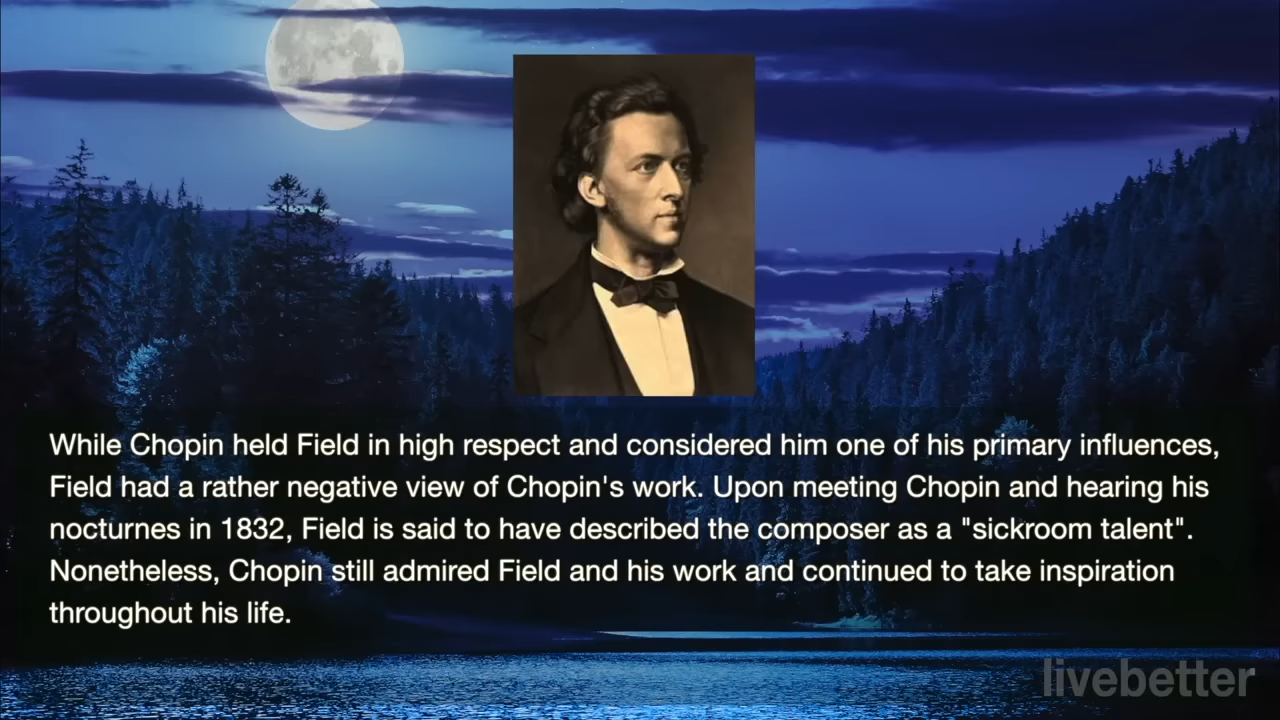 While Chopin held Field in high respect and considered him one of his primary influences,
Field had a rather negative view of Chopin's work. Upon meeting Chopin and hearing his
nocturnes in 1832, Field is said to have described the composer as a "sickroom talent".
Nonetheless, Chopin still admired Field and his work and continued to take inspiration
throughout his life.
livebetter